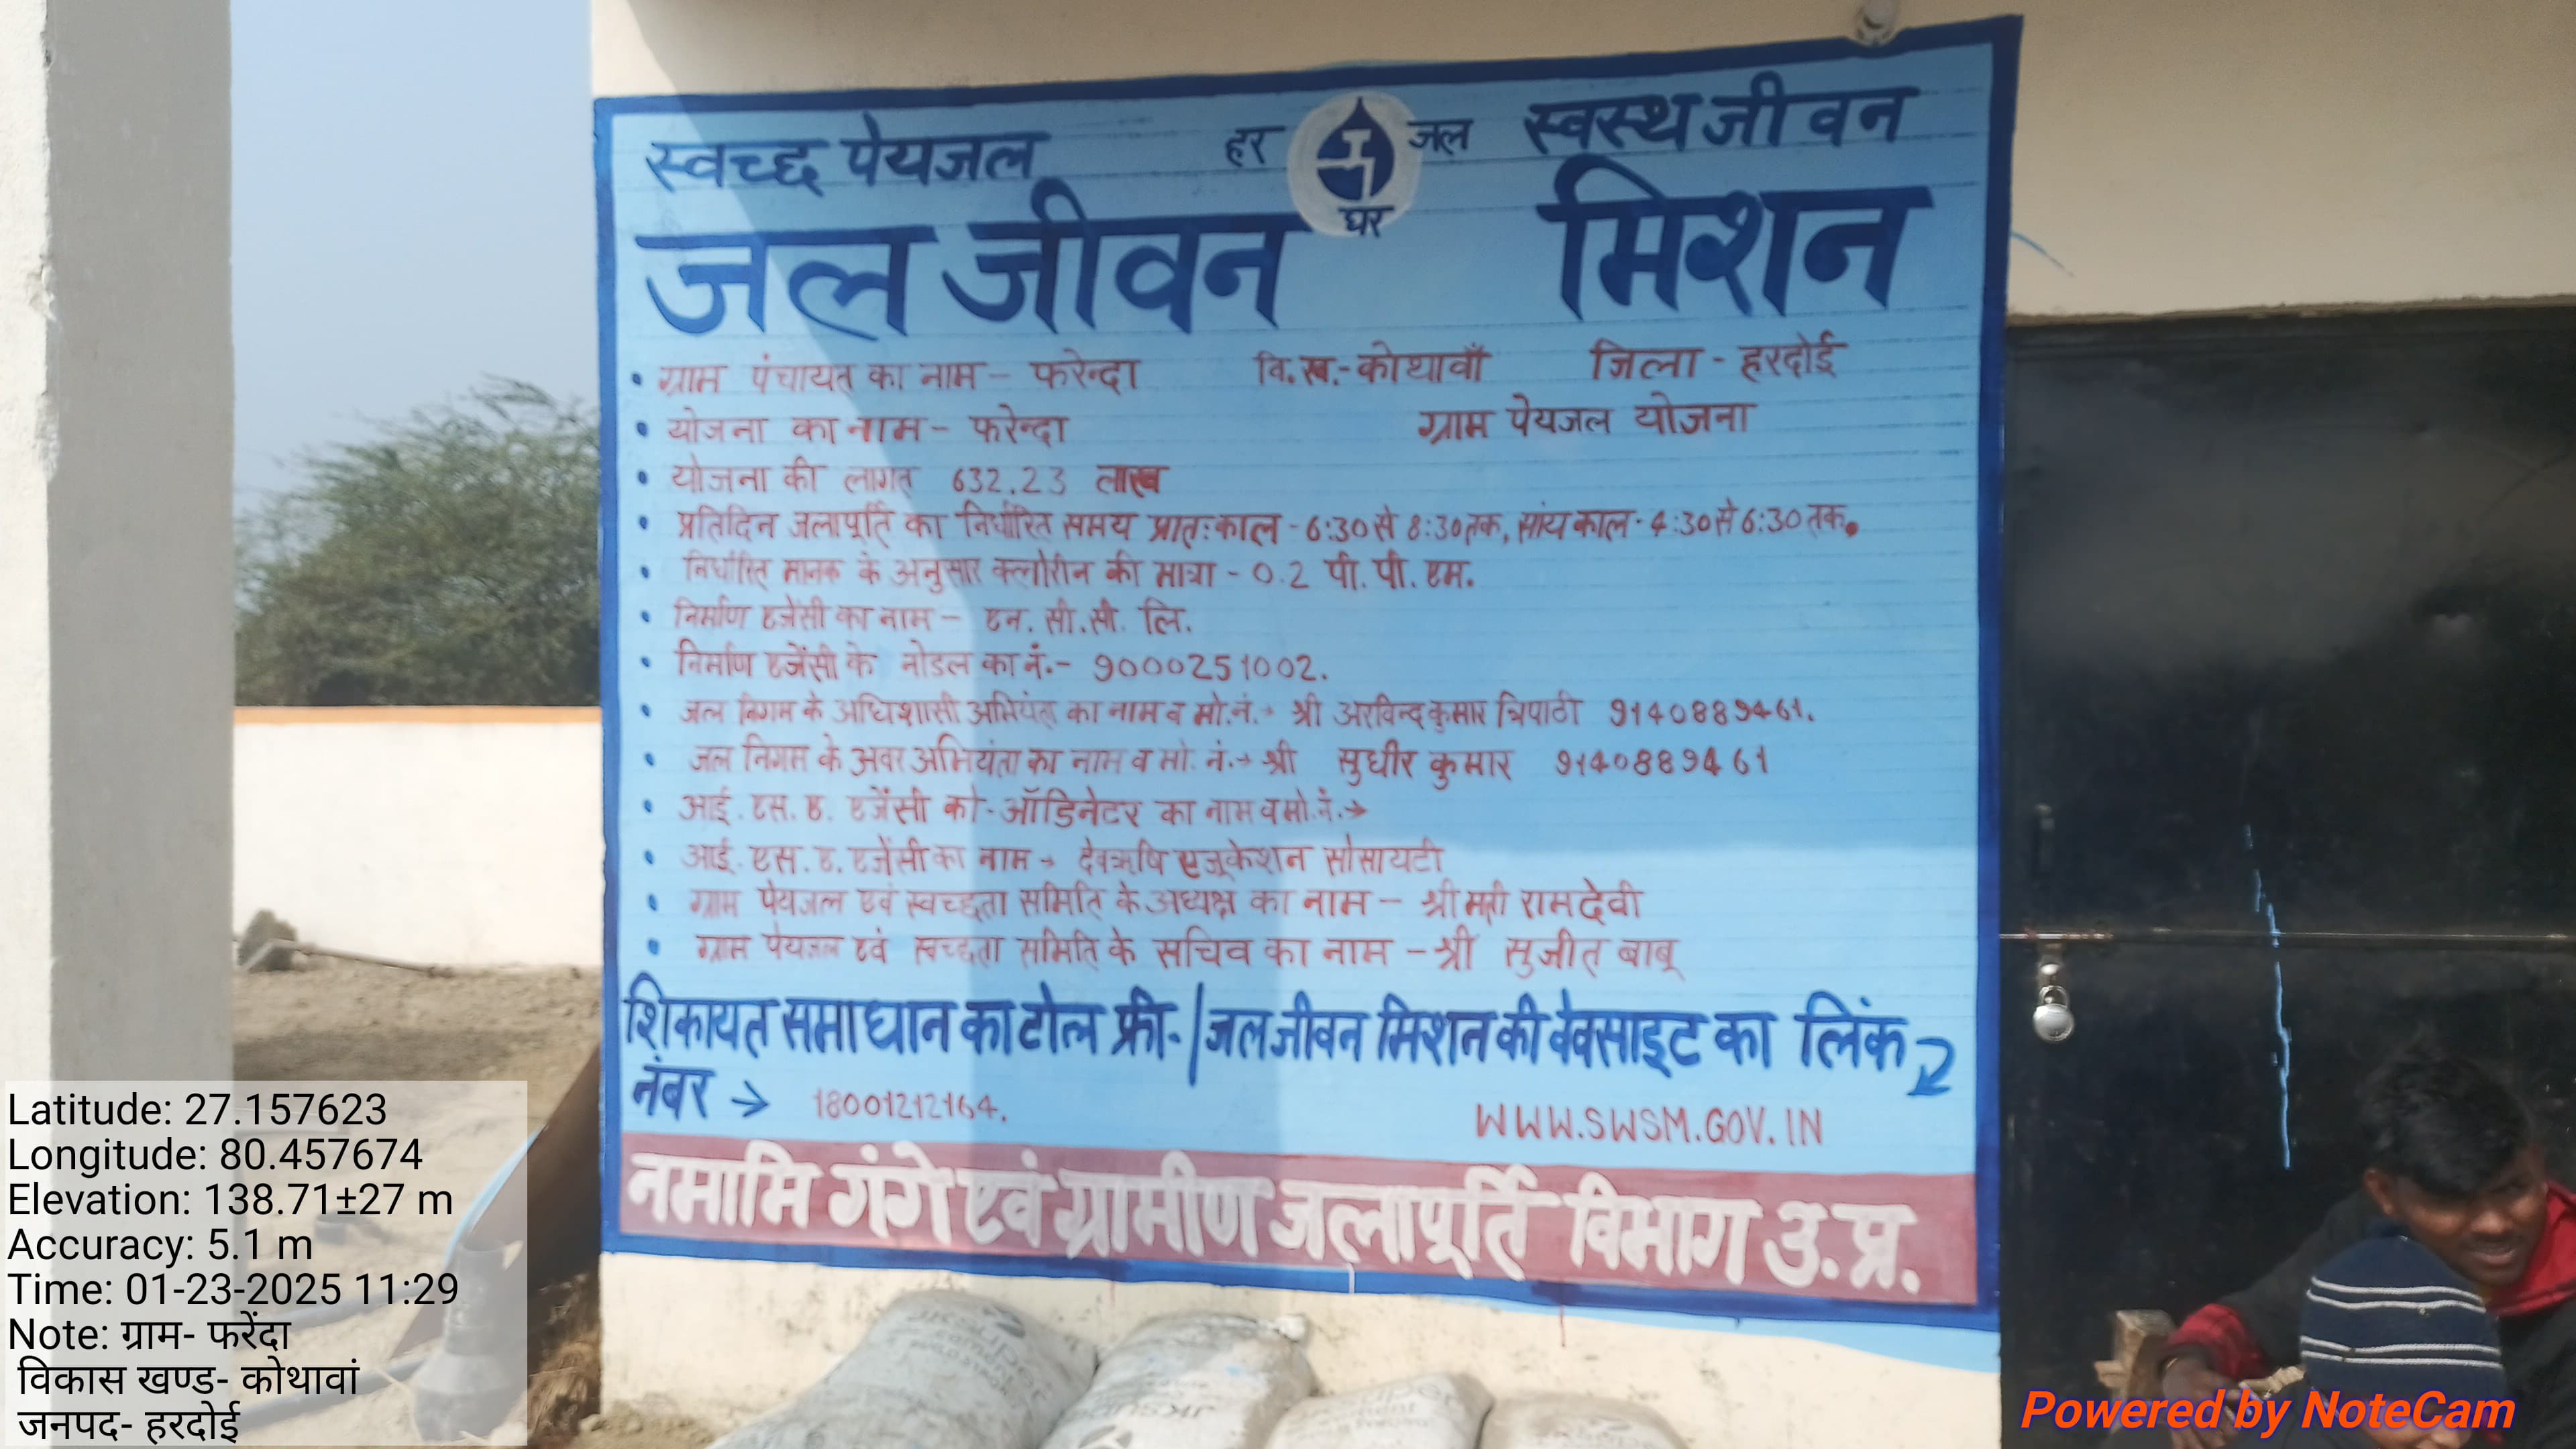 स्वच्छ पेयजल हर जल घर स्वस्थ जीवन
जल जीवन मिशन
• ग्राम पंचायत का नाम - फरेन्दा वि.ख.-कोथावाँ जिला - हरदोई
• योजना का नाम - फरेन्दा ग्राम पेयजल योजना
• योजना की लागत 632.23 लाख
• प्रतिदिन जलापूर्ति का निर्धारित समय प्रातःकाल - 6:30 से 8:30 तक, सांय काल - 4:30 से 6:30 तक.
• निर्धारित मानक के अनुसार क्लोरीन की मात्रा - 0.2 पी. पी. एम.
• निर्माण एजेंसी का नाम - एन. सी.सी. लि.
• निर्माण एजेंसी के नोडल का नं.- 9000251002.
• जल निगम के अधिशासी अभियंता का नाम व मो.नं.→ श्री अरविन्द कुमार त्रिपाठी 9140889461.
• जल निगम के अवर अभियंता का नाम व मो. नं.→ श्री सुधीर कुमार 9140889461
• आई. एस. ए. एजेंसी को-ऑडिनेटर का नाम व मो.नं.→
• आई. एस. ए. एजेंसी का नाम → देवऋषि एजूकेशन सोसायटी
• ग्राम पेयजल एवं स्वच्छता समिति के अध्यक्ष का नाम - श्रीमती रामदेवी
• ग्राम पेयजल एवं स्वच्छता समिति के सचिव का नाम - श्री सुजीत बाबू
शिकायत समाधान का टोल फ्री- / जल जीवन मिशन की वेबसाइट का लिंक
नंबर → 18001212164. WWW.SWSM.GOV.IN
नमामि गंगे एवं ग्रामीण जलापूर्ति विभाग उ.प्र.
Latitude: 27.157623
Longitude: 80.457674
Elevation: 138.71±27 m
Accuracy: 5.1 m
Time: 01-23-2025 11:29
Note: ग्राम- फरेंदा
विकास खण्ड- कोथावां
जनपद- हरदोई
Powered by NoteCam